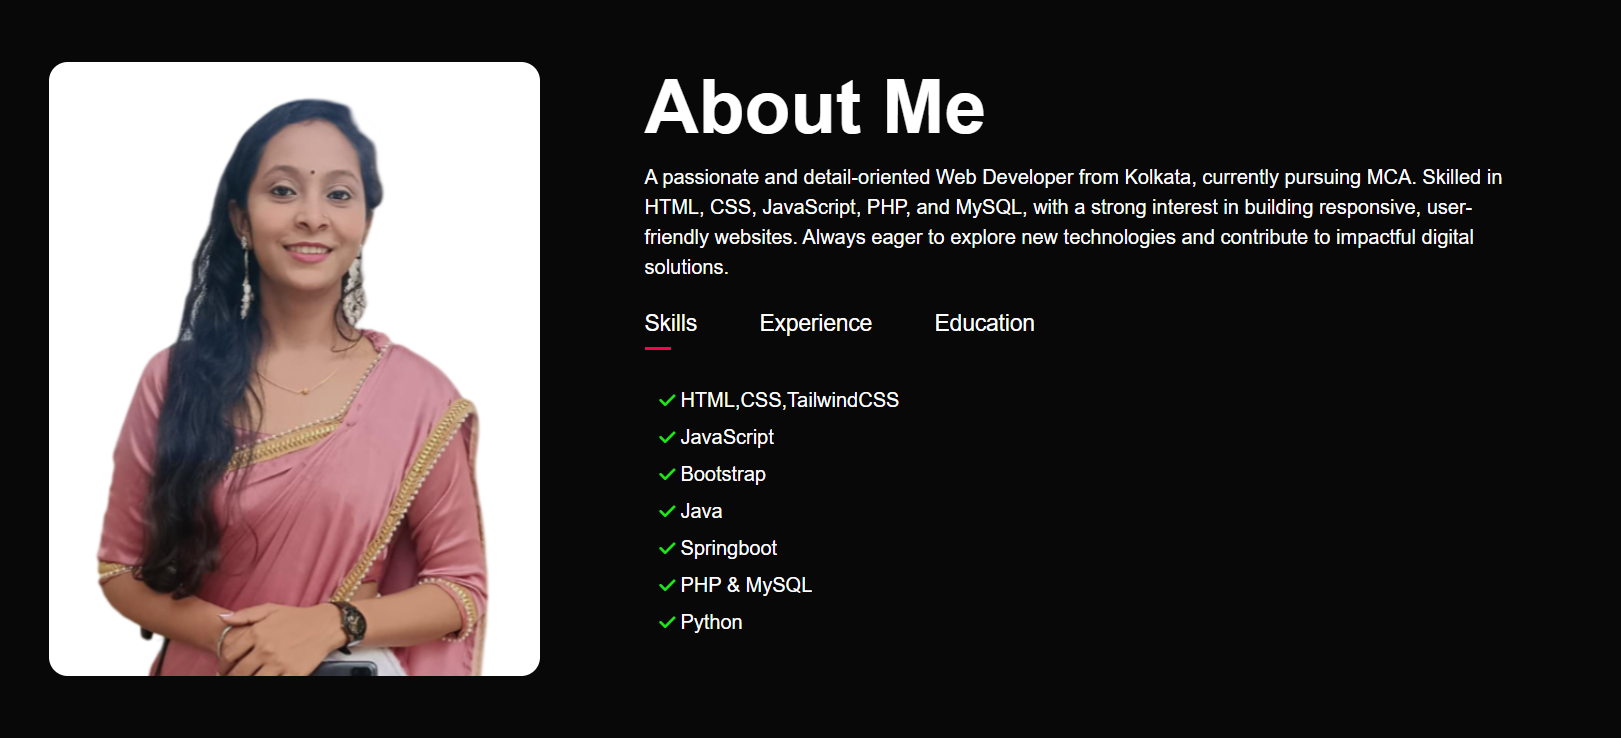 About Me
A passionate and detail-oriented Web Developer from Kolkata, currently pursuing MCA. Skilled in
HTML, CSS, JavaScript, PHP, and MySQL, with a strong interest in building responsive, user-
friendly websites. Always eager to explore new technologies and contribute to impactful digital
solutions.
Skills Experience Education
HTML,CSS,TailwindCSS
JavaScript
Bootstrap
Java
Springboot
PHP & MySQL
Python